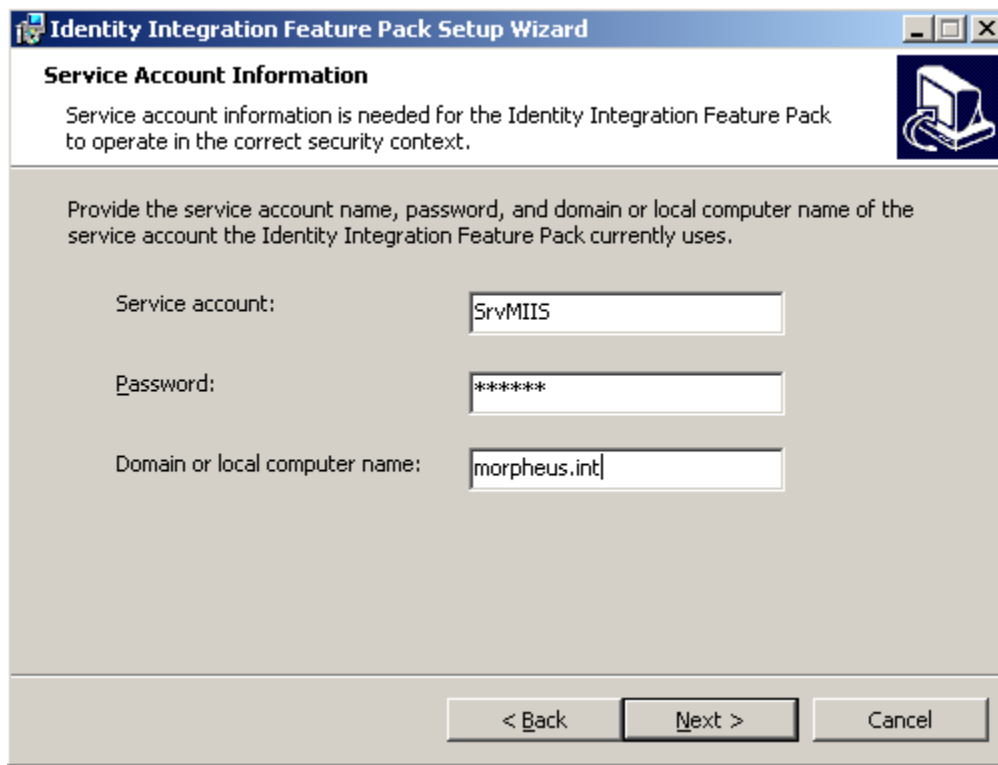 Identity Integration Feature Pack Setup Wizard
Service Account Information
Service account information is needed for the Identity Integration Feature Pack
to operate in the correct security context.
Provide the service account name, password, and domain or local computer name of the
service account the Identity Integration Feature Pack currently uses.
Service account:
SrvMIIS
Password:
******
Domain or local computer name:
morpheus.int
< Back
Next >
Cancel